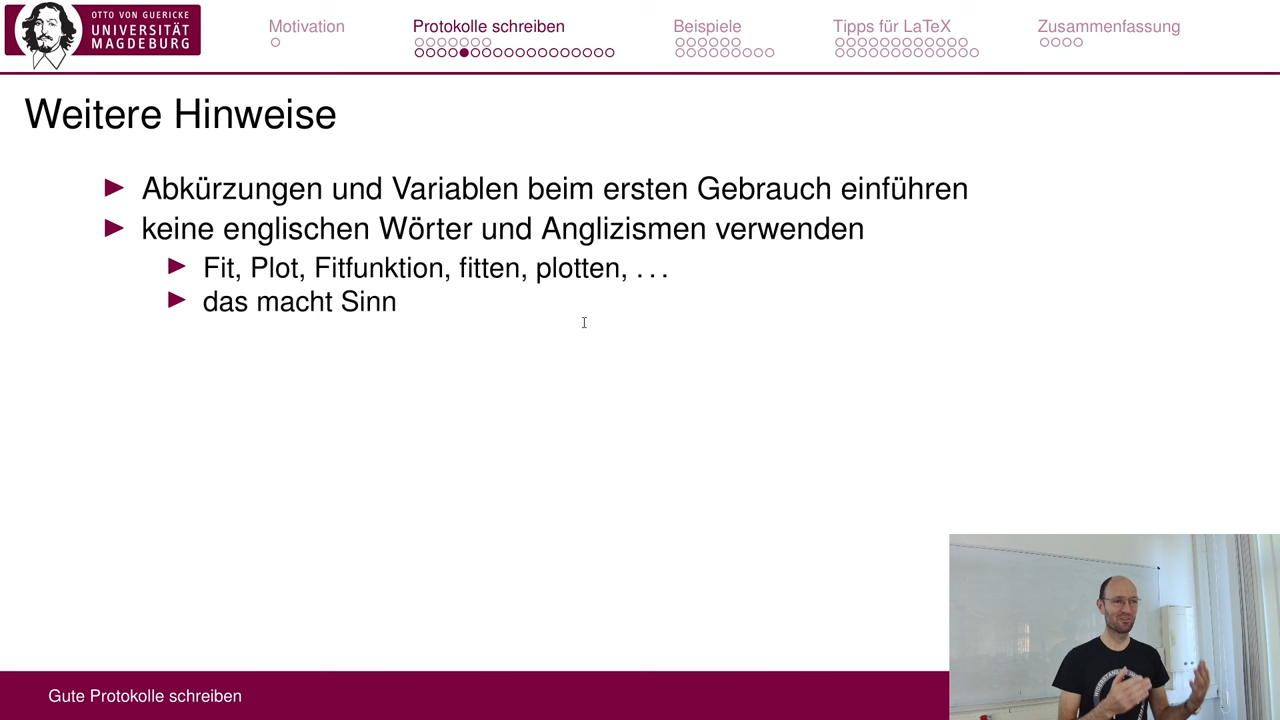 OTTO VON GUERICKE
UNIVERSITÄT
MAGDEBURG
Motivation
Protokolle schreiben
Beispiele
Tipps für LaTeX
Zusammenfassung
Weitere Hinweise
Abkürzungen und Variablen beim ersten Gebrauch einführen
keine englischen Wörter und Anglizismen verwenden
Fit, Plot, Fitfunktion, fitten, plotten, . . .
das macht Sinn
Gute Protokolle schreiben